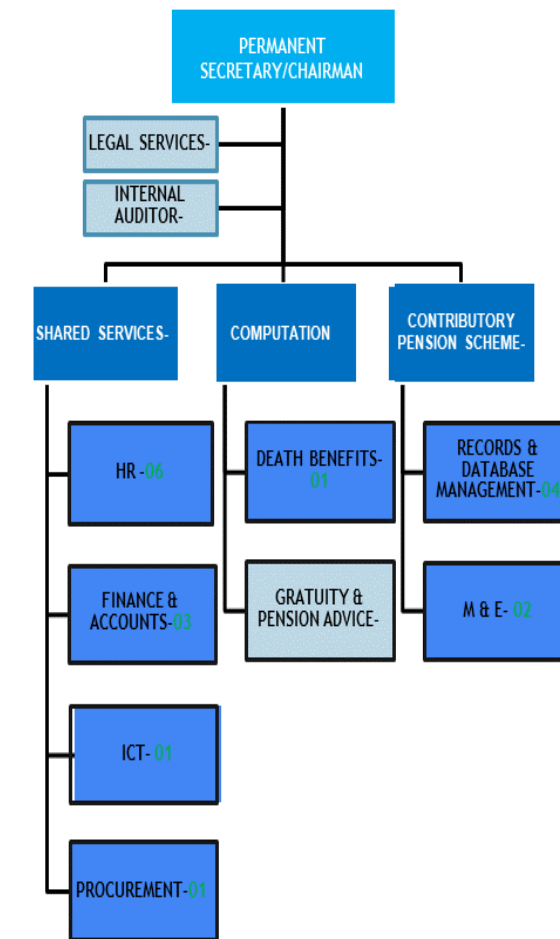 PERMANENT
SECRETARY/CHAIRMAN
LEGAL SERVICES-
INTERNAL
AUDITOR-
SHARED SERVICES-
COMPUTATION
CONTRIBUTORY
PENSION SCHEME-
HR -06
FINANCE &
ACCOUNTS-03
ICT- 01
PROCUREMENT-01
DEATH BENEFITS-
01
GRATUITY &
PENSION ADVICE-
RECORDS &
DATABASE
MANAGEMENT-04
M & E- 02